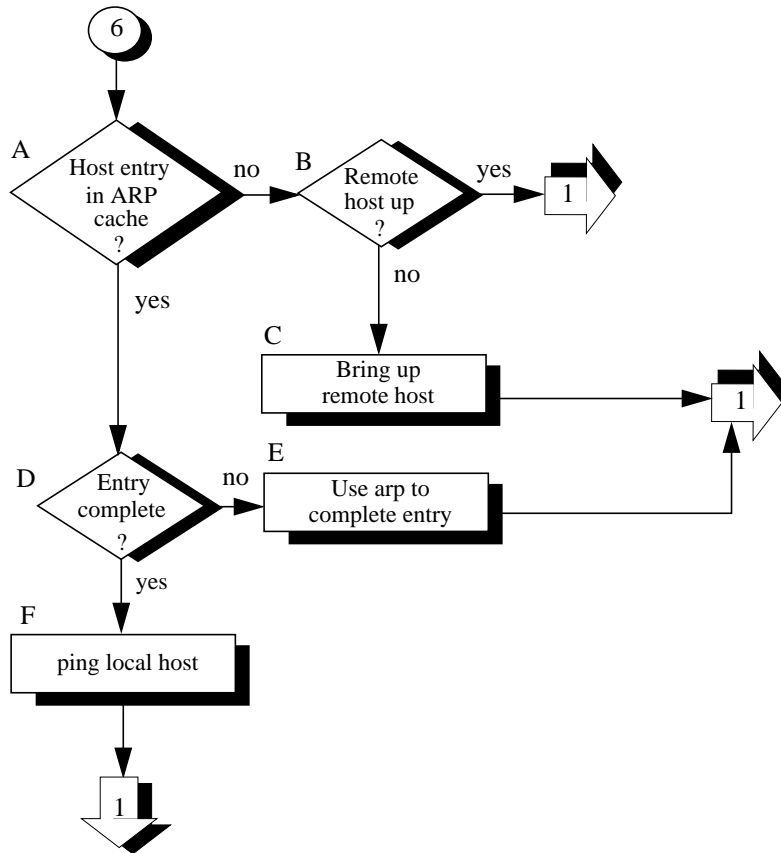 6
A
Host entry
in ARP
cache
?
no
B
Remote
host up
?
yes
1
yes
no
C
Bring up
remote host
1
D
Entry
complete
?
no
E
Use arp to
complete entry
yes
F
ping local host
1